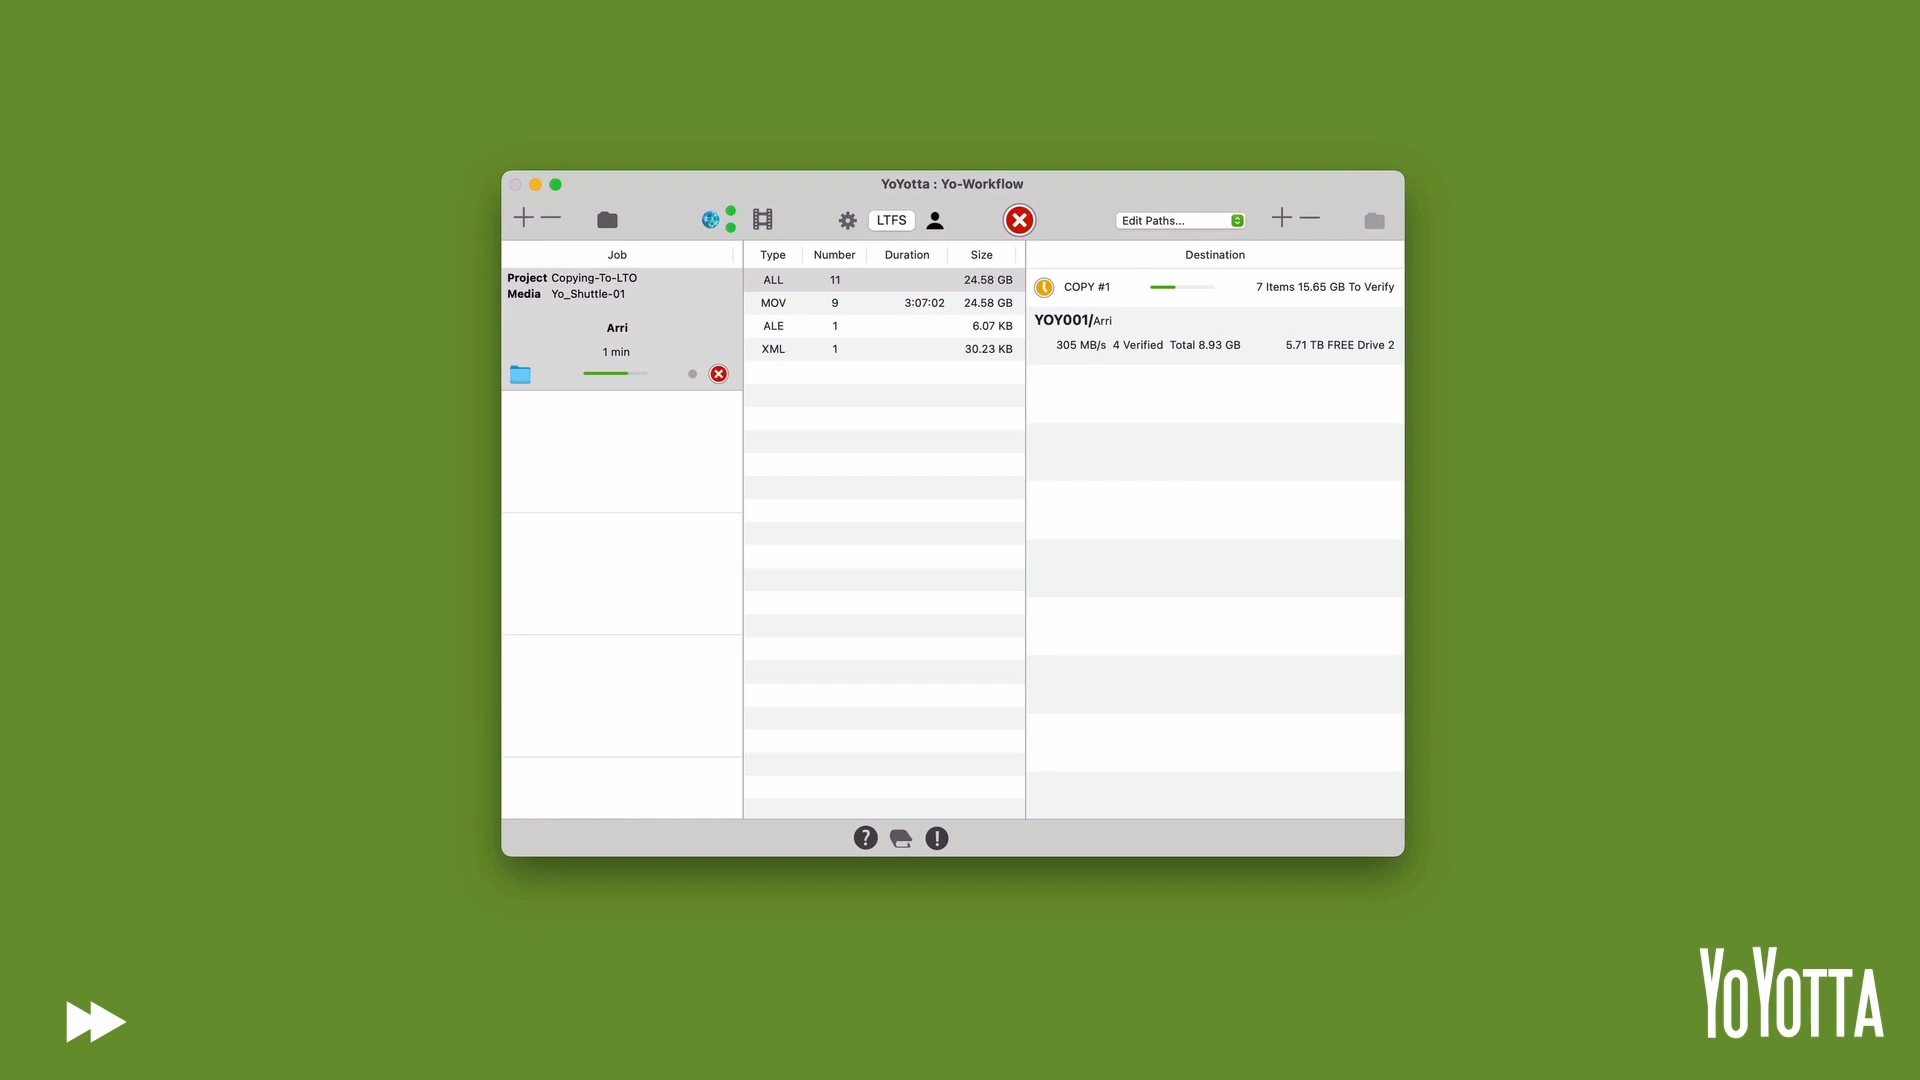 YoYotta : Yo-Workflow
LTFS
Edit Paths...
Job
Type Number Duration Size
Destination
Project Copying-To-LTO
Media Yo_Shuttle-01
Arri
1 min
ALL 11 24.58 GB
MOV 9 3:07:02 24.58 GB
ALE 1 6.07 KB
XML 1 30.23 KB
COPY #1 7 Items 15.65 GB To Verify
YOY001/Arri
305 MB/s 4 Verified Total 8.93 GB 5.71 TB FREE Drive 2
YOYOTTA